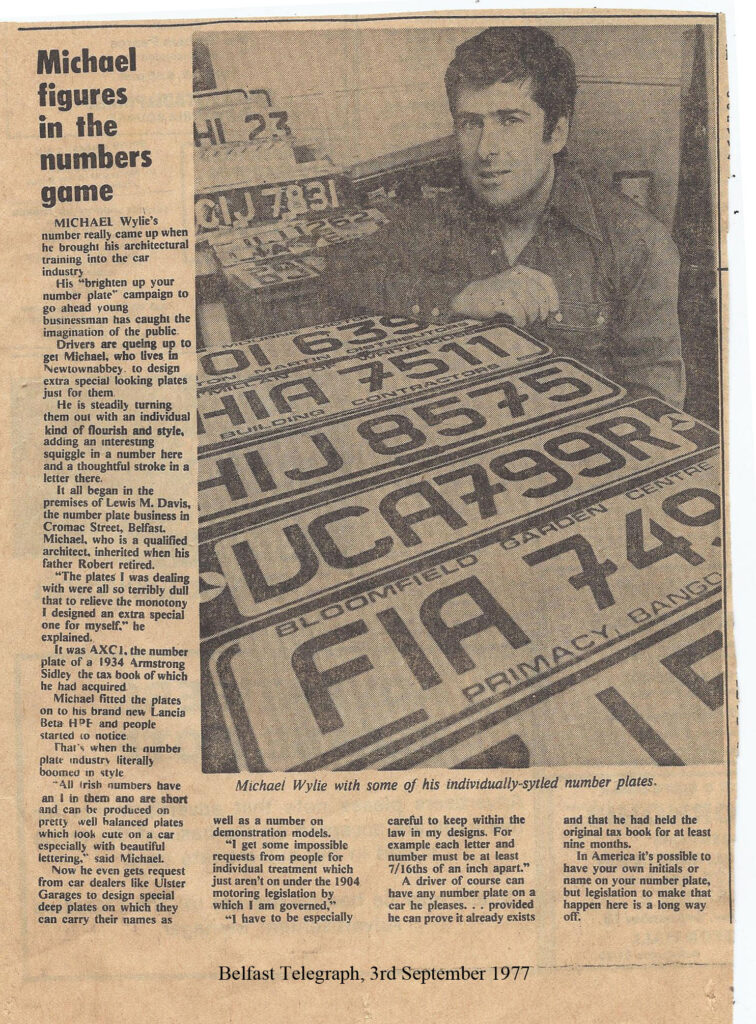 Michael
figures
in the
numbers
game
MICHAEL Wylie's
number really came up when
he brought his architectural
training into the car
industry
His "brighten up your
number plate" campaign to
go ahead young
businessman has caught the
imagination of the public.
Drivers are queing up to
get Michael, who lives in
Newtownabbey. to design
extra special looking plates
just for them
He is steadily turning
them out with an individual
kind of flourish and style,
adding an interesting
squiggle in a number here
and a thoughtful stroke in a
letter there.
It all began in the
premises of Lewis M. Davis,
the number plate business in
Cromac Street, Belfast.
Michael, who is a qualified
architect, inherited when his
father Robert retired.
"The plates I was dealing
with were all so terribly dull
that to relieve the monotony
I designed an extra special
one for myself." he
explained.
It was AXC1, the number
plate of a 1934 Armstrong
Sidley the tax book of which
he had acquired
Michael fitted the plates
on to his brand new Lancia
Beta HPE and people
started to notice
That's when the number
plate industry literally
boomed in style
"All Irish numbers have
an I in them and are short
and can be produced on
pretty well balanced plates
which look cute on a car
especially with beautiful
lettering," said Michael.
Now he even gets request
from car dealers like Ulster
Garages to design special
deep plates on which they
can carry their names as
HI 23
CIJ 7831
OI 639
TON MARTIN DISTRIBUTORS
HIA 7511
BUILDING CONTRACTORS
HIJ 8575
UCA799R
BLOOMFIELD GARDEN CENTRE
FIA 749
PRIMACY, BANGO
Michael Wylie with some of his individually-sytled number plates.
well as a number on
demonstration models.
"I get some impossible
requests from people for
individual treatment which
just aren't on under the 1904
motoring legislation by
which I am governed,"
"I have to be especially
careful to keep within the
law in my designs. For
example each letter and
number must be at least
7/16ths of an inch apart."
A driver of course can
have any number plate on a
car he pleases. . . provided
he can prove it already exists
and that he had held the
original tax book for at least
nine months.
In America it's possible to
have your own initials or
name on your number plate,
but legislation to make that
happen here is a long way
off.
Belfast Telegraph, 3rd September 1977